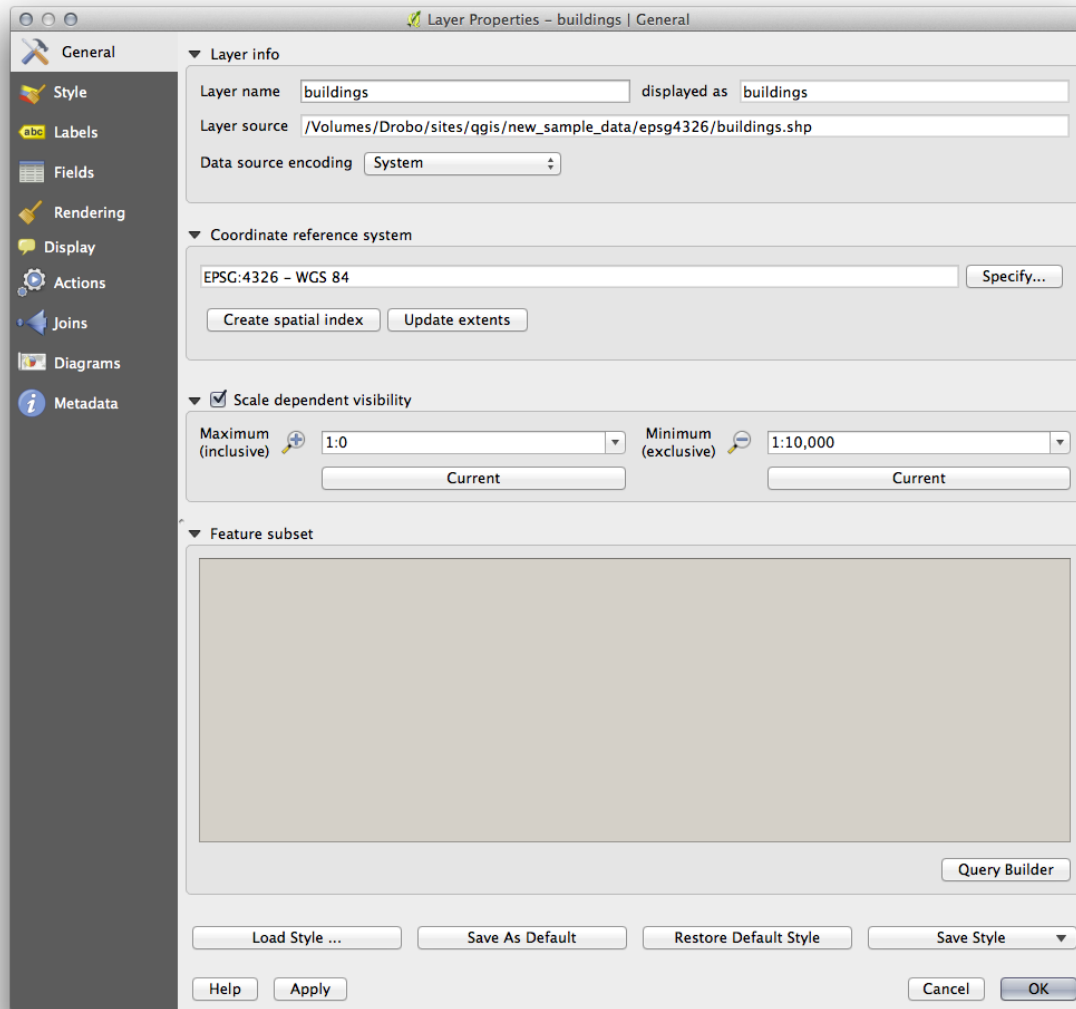 Layer Properties – buildings | General
General
Style
abc Labels
Fields
Rendering
Display
Actions
Joins
Diagrams
i Metadata
Layer info
Layer name buildings displayed as buildings
Layer source /Volumes/Drobo/sites/qgis/new_sample_data/epsg4326/buildings.shp
Data source encoding System
Coordinate reference system
EPSG:4326 – WGS 84 Specify...
Create spatial index Update extents
Scale dependent visibility
Maximum
(inclusive) 1:0
Current
Minimum
(exclusive) 1:10,000
Current
Feature subset
Query Builder
Load Style ... Save As Default Restore Default Style Save Style
Help Apply Cancel OK